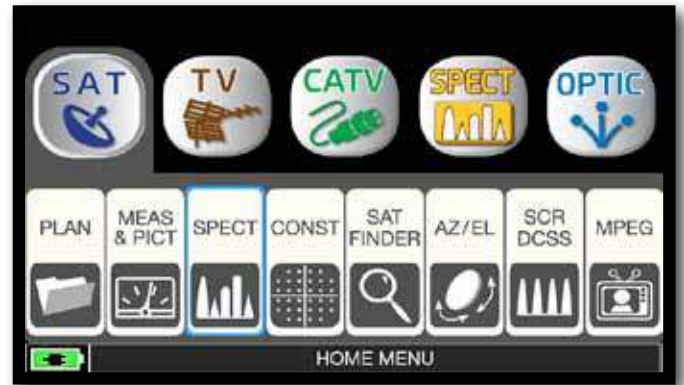 SAT
TV
CATV
SPECT
OPTIC
PLAN
MEAS
& PICT
SPECT
CONST
SAT
FINDER
AZ/EL
SCR
DCSS
MPEG
HOME MENU